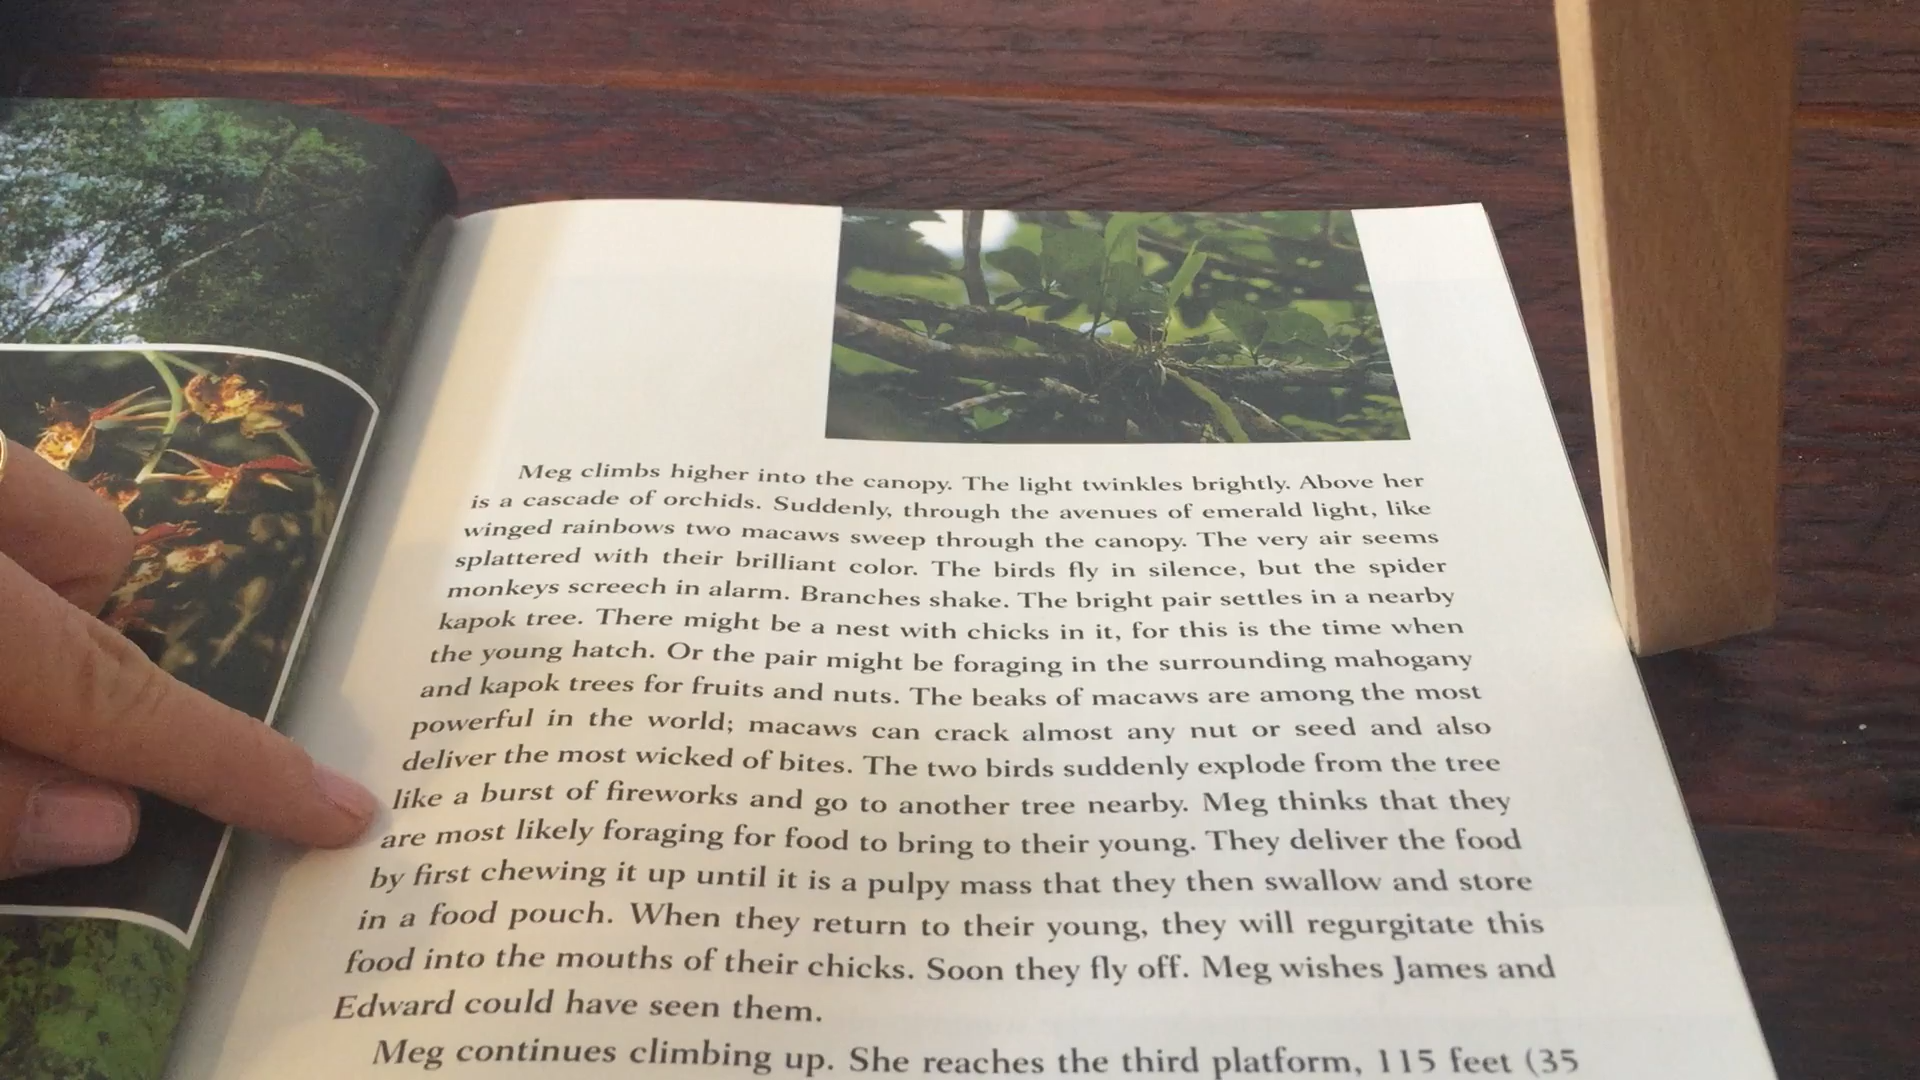 Meg climbs higher into the canopy. The light twinkles brightly. Above her
is a cascade of orchids. Suddenly, through the avenues of emerald light, like
winged rainbows two macaws sweep through the canopy. The very air seems
splattered with their brilliant color. The birds fly in silence, but the spider
monkeys screech in alarm. Branches shake. The bright pair settles in a nearby
kapok tree. There might be a nest with chicks in it, for this is the time when
the young hatch. Or the pair might be foraging in the surrounding mahogany
and kapok trees for fruits and nuts. The beaks of macaws are among the most
powerful in the world; macaws can crack almost any nut or seed and also
deliver the most wicked of bites. The two birds suddenly explode from the tree
like a burst of fireworks and go to another tree nearby. Meg thinks that they
are most likely foraging for food to bring to their young. They deliver the food
by first chewing it up until it is a pulpy mass that they then swallow and store
in a food pouch. When they return to their young, they will regurgitate this
food into the mouths of their chicks. Soon they fly off. Meg wishes James and
Edward could have seen them.
Meg continues climbing up. She reaches the third platform, 115 feet (35